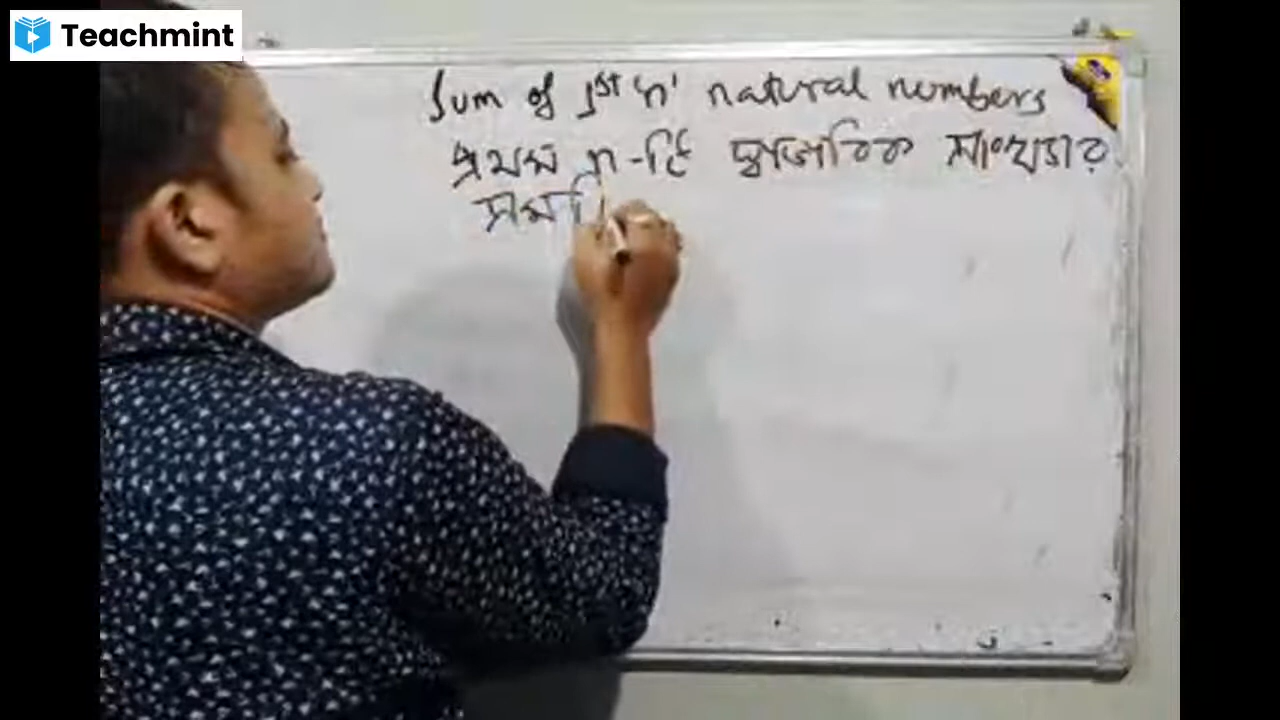 Teachmint
Sum of 1st 'n' natural numbers
প্রথম n-টি স্বাভাবিক সাংখ্যার
সমষ্